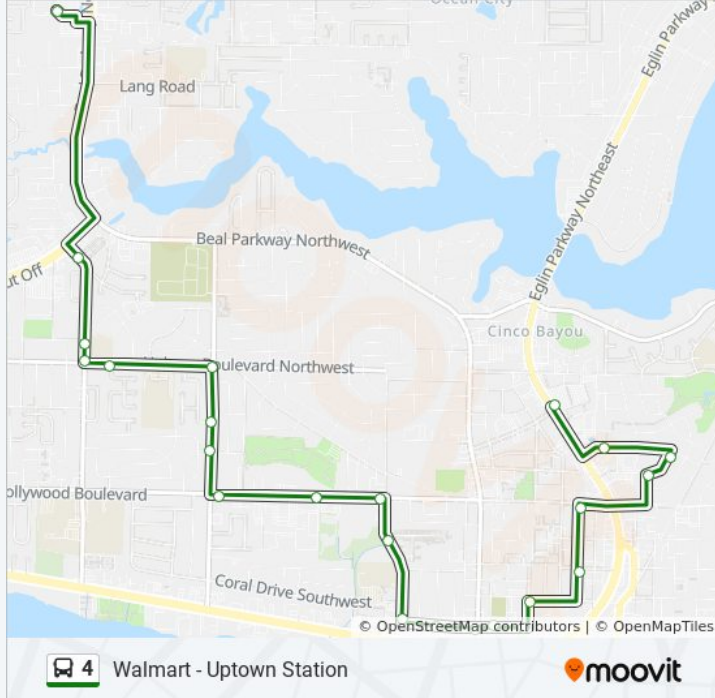 Ocean City
Eglin Parkway
Lang Road
Eglin Parkway Northeast
Beal Parkway Northwest
ut Off
Cinco Bayou
Boulevard Northwest
ollywood Boulevard
Coral Drive Southwest
© OpenStreetMap contributors | © OpenMapTiles
4 Walmart - Uptown Station
moovit